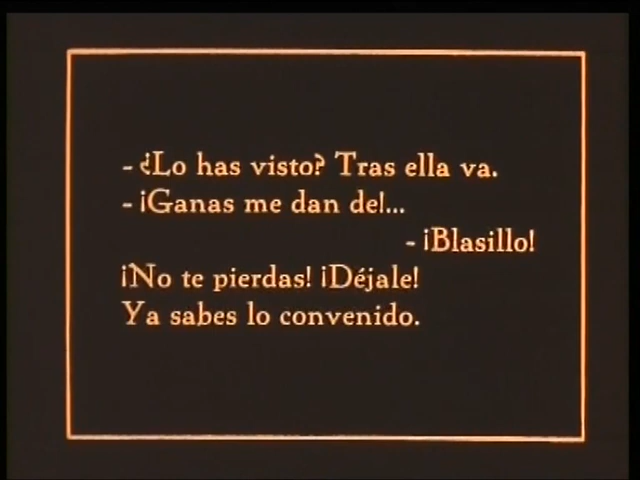 - ¿Lo has visto? Tras ella va.
- ¡Ganas me dan de!...
- ¡Blasillo!
¡No te pierdas! ¡Déjale!
Ya sabes lo convenido.